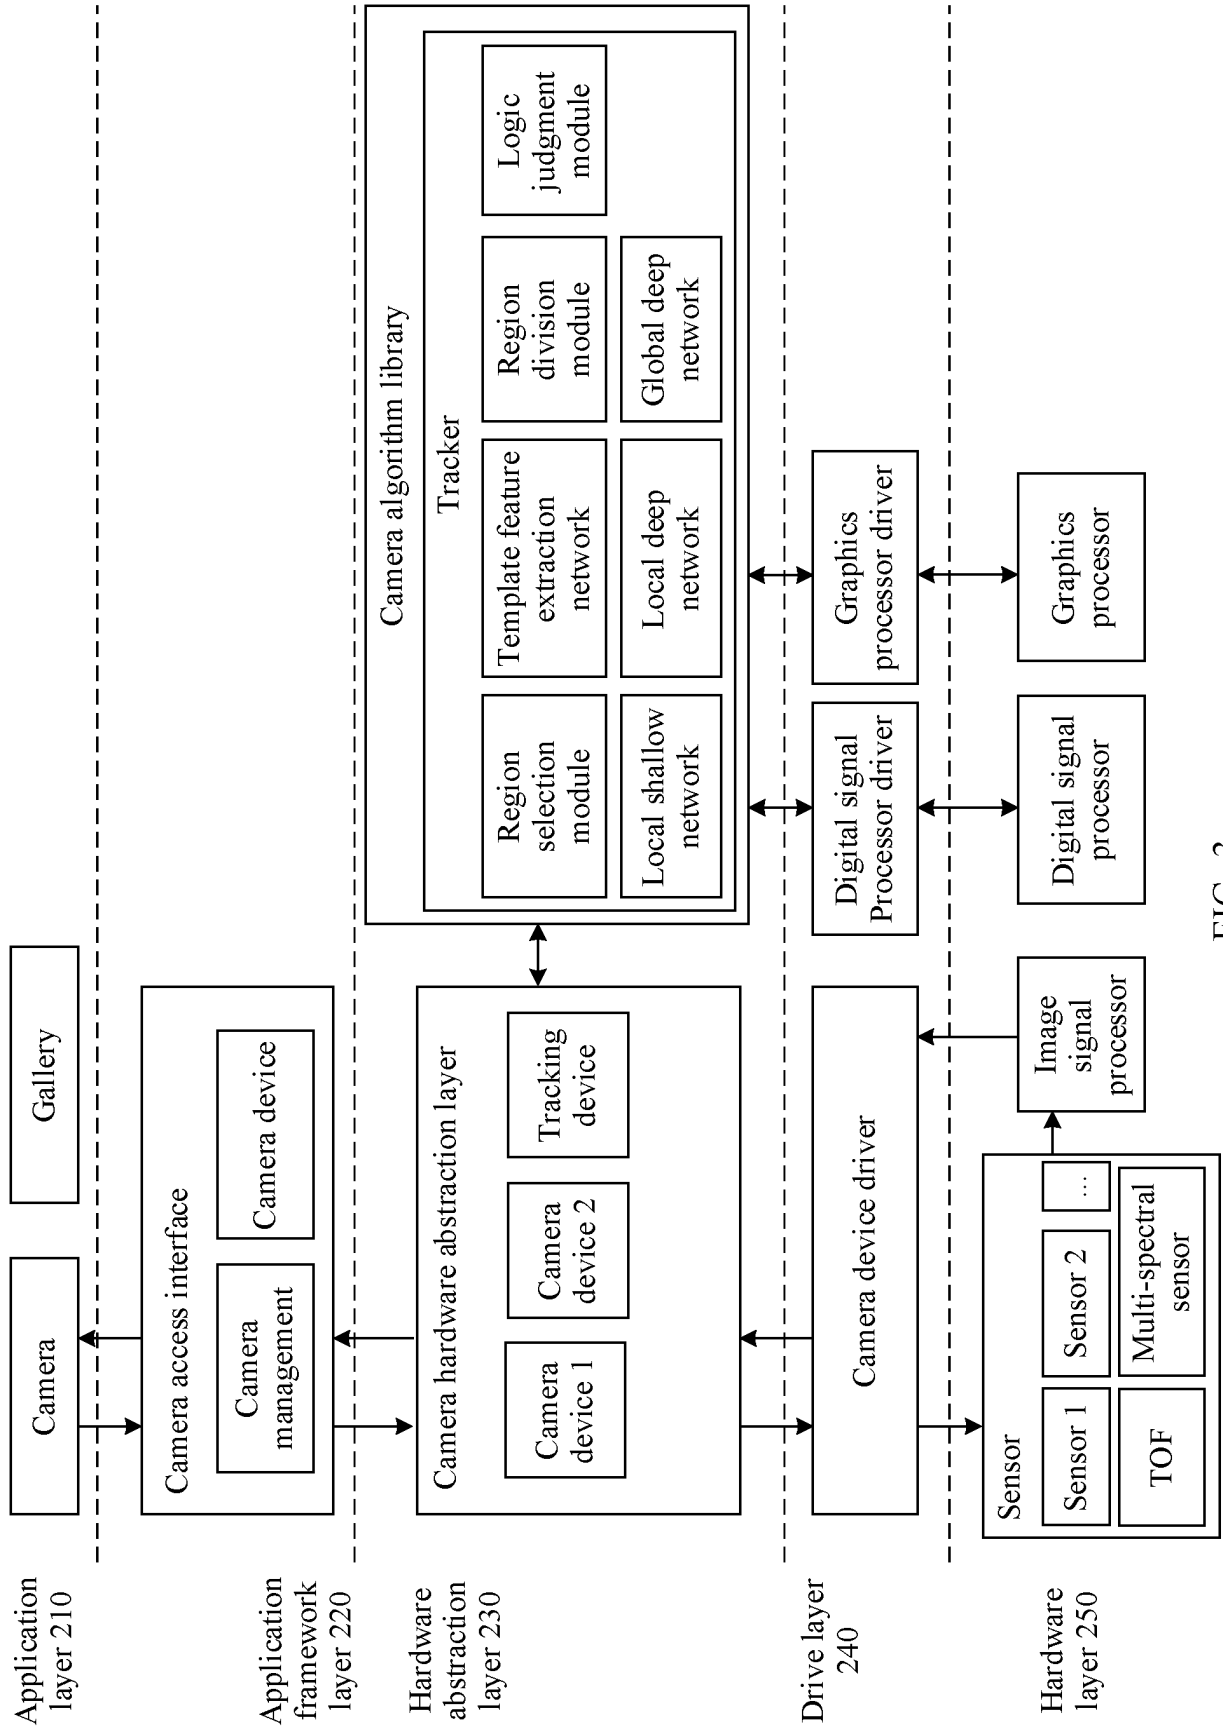 Application
layer 210
Camera
Gallery
Application
framework
layer 220
Camera access interface
Camera
management
Camera device
Hardware
abstraction
layer 230
Camera hardware abstraction layer
Camera
device 1
Camera
device 2
Tracking
device
Camera algorithm library
Tracker
Region
selection
module
Template feature
extraction
network
Region
division
module
Logic
judgment
module
Local shallow
network
Local deep
network
Global deep
network
Drive layer
240
Camera device driver
Digital signal
Processor driver
Graphics
processor driver
Hardware
layer 250
Sensor
Sensor 1
Sensor 2
...
TOF
Multi-spectral
sensor
Image
signal
processor
Digital signal
processor
Graphics
processor